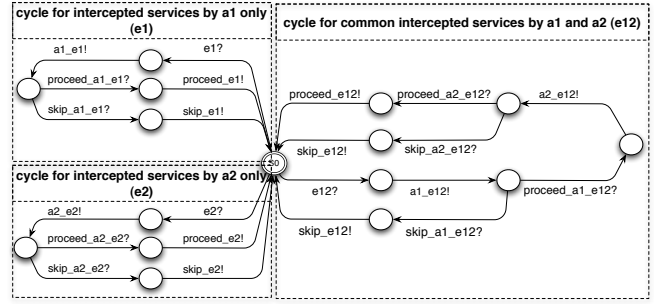 cycle for intercepted services by a1 only
(e1)
a1_e1!
e1?
proceed_a1_e1?
proceed_e1!
skip_a1_e1?
skip_e1!
cycle for intercepted services by a2 only
(e2)
a2_e2!
e2?
proceed_a2_e2?
proceed_e2!
skip_a2_e2?
skip_e2!
cycle for common intercepted services by a1 and a2 (e12)
proceed_e12!
proceed_a2_e12?
a2_e12!
skip_e12!
skip_a2_e12?
e12?
a1_e12!
proceed_a1_e12?
skip_e12!
skip_a1_e12?